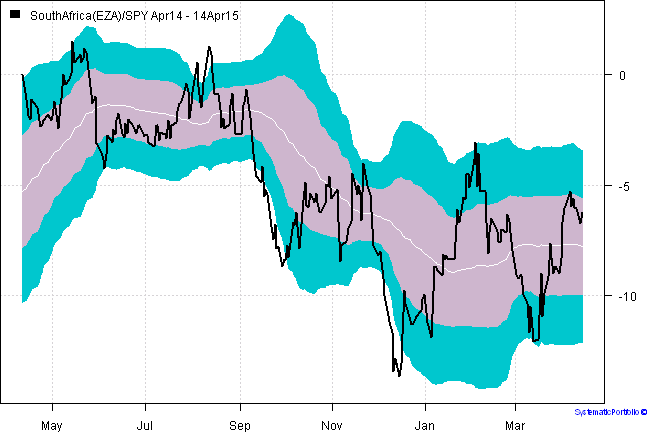 SouthAfrica(EZA)/SPY Apr14 - 14Apr15
0
-5
-10
May Jul Sep Nov Jan Mar
SystematicPortfolio ©